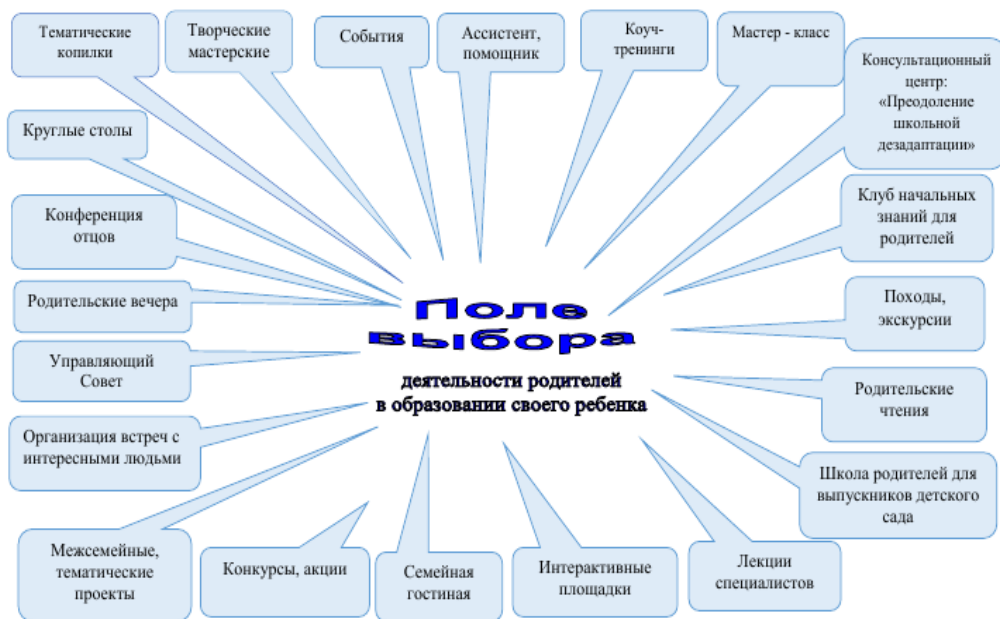 Тематические
копилки
Творческие
мастерские
События
Ассистент,
помощник
Коуч-
тренинги
Мастер - класс
Консультационный
центр:
«Преодоление
школьной
дезадаптации»
Круглые столы
Конференция
отцов
Клуб начальных
знаний для
родителей
Родительские вечера
Походы,
экскурсии
Поле
выбора
Управляющий
Совет
деятельности родителей
в образовании своего ребенка
Родительские
чтения
Организация встреч с
интересными людьми
Школа родителей для
выпускников детского
сада
Межсемейные,
тематические
проекты
Конкурсы, акции
Семейная
гостиная
Интерактивные
площадки
Лекции
специалистов